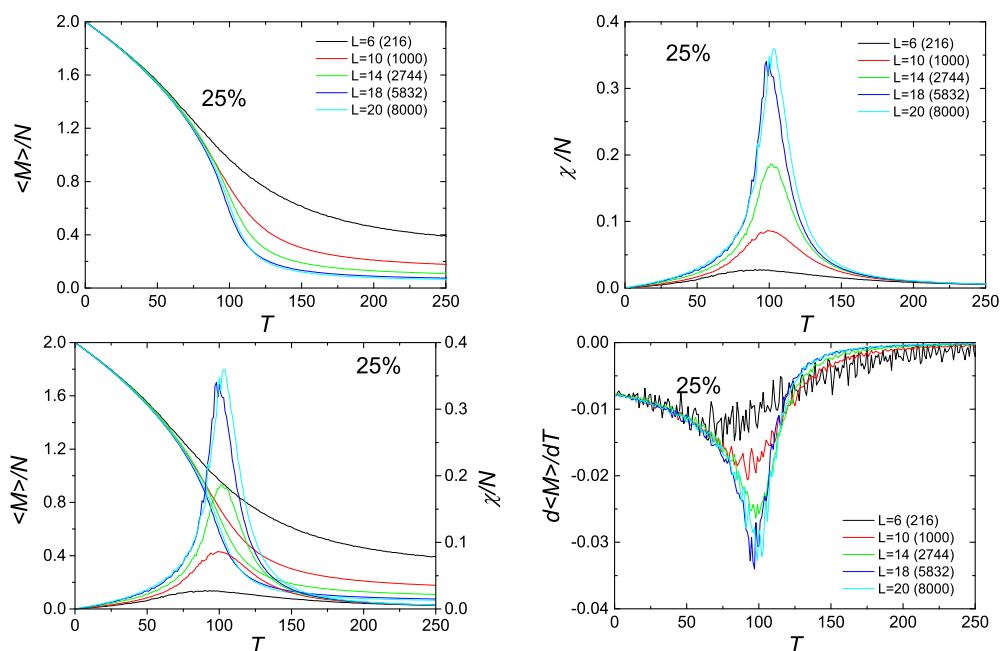 2.0
1.6
1.2
0.8
0.4
0.0
<M>/N
25%
L=6 (216)
L=10 (1000)
L=14 (2744)
L=18 (5832)
L=20 (8000)
0 50 100 150 200 250
T
0.4
0.3
0.2
0.1
0.0
χ/N
25%
L=6 (216)
L=10 (1000)
L=14 (2744)
L=18 (5832)
L=20 (8000)
0 50 100 150 200 250
T
2.0
1.6
1.2
0.8
0.4
0.0
<M>/N
25%
0.4
0.3
0.2
0.1
0.0
χ/N
0 50 100 150 200 250
T
0.00
-0.01
-0.02
-0.03
-0.04
d<M>/dT
25%
L=6 (216)
L=10 (1000)
L=14 (2744)
L=18 (5832)
L=20 (8000)
0 50 100 150 200 250
T